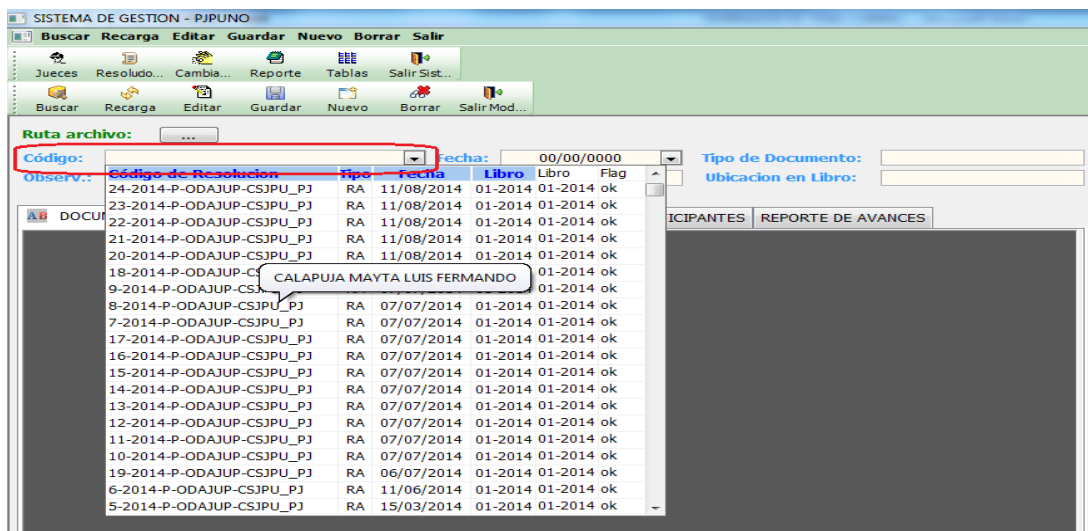 SISTEMA DE GESTION - PJPUNO
Buscar Recarga Editar Guardar Nuevo Borrar Salir
Jueces Resoludo... Cambia... Reporte Tablas Salir Sist...
Buscar Recarga Editar Guardar Nuevo Borrar Salir Mod...
Ruta archivo: ...
Código: Fecha: 00/00/0000 Tipo de Documento:
Observ.: Ubicacion en Libro:
Código de Resolucion Tipo Fecha Libro Libro Flag
24-2014-P-ODAJUP-CSJPU_PJ RA 11/08/2014 01-2014 01-2014 ok
23-2014-P-ODAJUP-CSJPU_PJ RA 11/08/2014 01-2014 01-2014 ok
AB DOCU ICIPANTES REPORTE DE AVANCES
22-2014-P-ODAJUP-CSJPU_PJ RA 11/08/2014 01-2014 01-2014 ok
21-2014-P-ODAJUP-CSJPU_PJ RA 11/08/2014 01-2014 01-2014 ok
20-2014-P-ODAJUP-CSJPU_PJ RA 11/08/2014 01-2014 01-2014 ok
18-2014-P-ODAJUP-CS 01-2014 ok
CALAPUJA MAYTA LUIS FERMANDO
9-2014-P-ODAJUP-CSJ 01-2014 ok
8-2014-P-ODAJUP-CSJPU_PJ RA 07/07/2014 01-2014 01-2014 ok
7-2014-P-ODAJUP-CSJPU_PJ RA 07/07/2014 01-2014 01-2014 ok
17-2014-P-ODAJUP-CSJPU_PJ RA 07/07/2014 01-2014 01-2014 ok
16-2014-P-ODAJUP-CSJPU_PJ RA 07/07/2014 01-2014 01-2014 ok
15-2014-P-ODAJUP-CSJPU_PJ RA 07/07/2014 01-2014 01-2014 ok
14-2014-P-ODAJUP-CSJPU_PJ RA 07/07/2014 01-2014 01-2014 ok
13-2014-P-ODAJUP-CSJPU_PJ RA 07/07/2014 01-2014 01-2014 ok
12-2014-P-ODAJUP-CSJPU_PJ RA 07/07/2014 01-2014 01-2014 ok
11-2014-P-ODAJUP-CSJPU_PJ RA 07/07/2014 01-2014 01-2014 ok
10-2014-P-ODAJUP-CSJPU_PJ RA 07/07/2014 01-2014 01-2014 ok
19-2014-P-ODAJUP-CSJPU_PJ RA 06/07/2014 01-2014 01-2014 ok
6-2014-P-ODAJUP-CSJPU_PJ RA 11/06/2014 01-2014 01-2014 ok
5-2014-P-ODAJUP-CSJPU_PJ RA 15/03/2014 01-2014 01-2014 ok